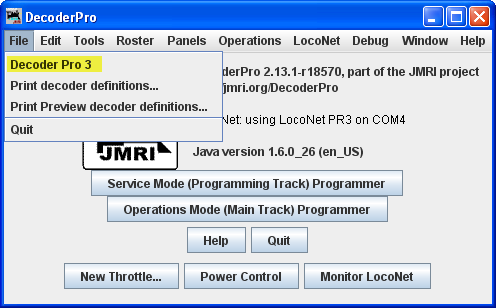 DecoderPro
File Edit Tools Roster Panels Operations LocoNet Debug Window Help
Decoder Pro 3
Print decoder definitions...
Print Preview decoder definitions...
Quit
derPro 2.13.1-r18570, part of the JMRI project
jmri.org/DecoderPro
Net: using LocoNet PR3 on COM4
JMRI
Java version 1.6.0_26 (en_US)
Service Mode (Programming Track) Programmer
Operations Mode (Main Track) Programmer
Help Quit
New Throttle... Power Control Monitor LocoNet